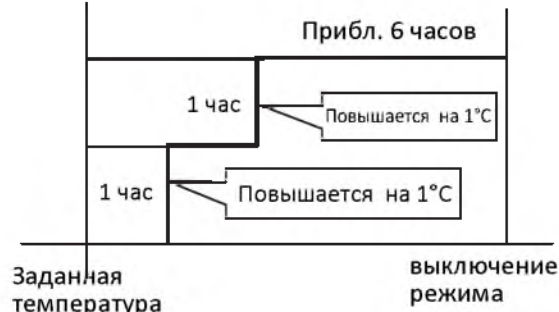 Прибл. 6 часов
1 час
Повышается на 1°C
1 час
Повышается на 1°C
Заданная
температура
выключение
режима